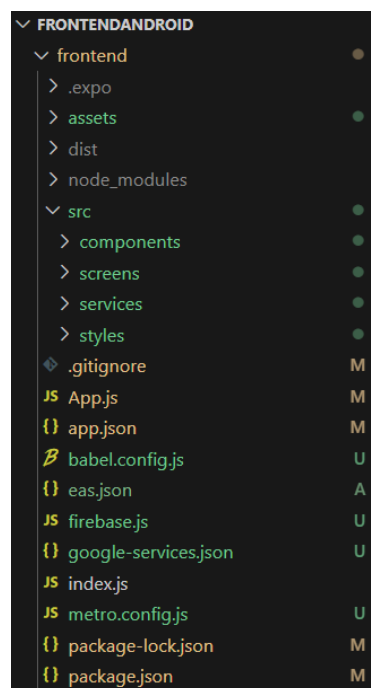 FRONTENDANDROID
frontend
.expo
assets
dist
node_modules
src
components
screens
services
styles
.gitignore M
JS App.js M
{} app.json M
babel.config.js U
{} eas.json A
JS firebase.js U
{} google-services.json U
JS index.js
JS metro.config.js U
{} package-lock.json M
{} package.json M